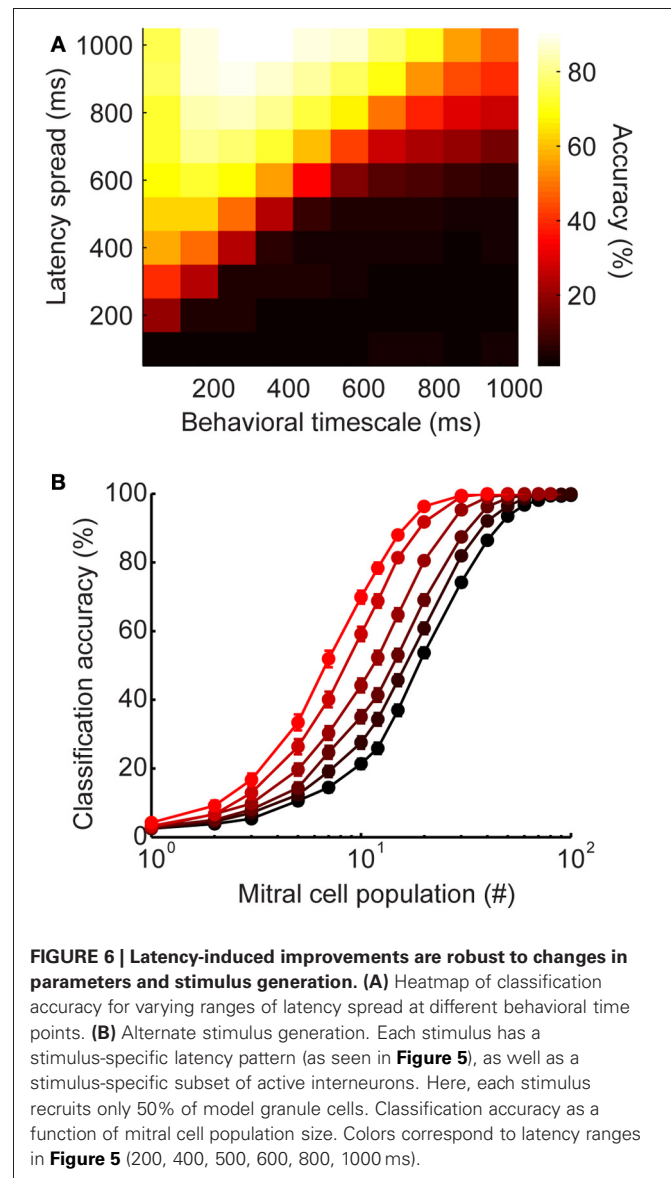 A
1000
800
600
400
200
Latency spread (ms)
200 400 600 800 1000
Behavioral timescale (ms)
80
60
40
20
Accuracy (%)
B
100
80
60
40
20
0
Classification accuracy (%)
10⁰ 10¹ 10²
Mitral cell population (#)
FIGURE 6 | Latency-induced improvements are robust to changes in
parameters and stimulus generation. (A) Heatmap of classification
accuracy for varying ranges of latency spread at different behavioral time
points. (B) Alternate stimulus generation. Each stimulus has a
stimulus-specific latency pattern (as seen in Figure 5), as well as a
stimulus-specific subset of active interneurons. Here, each stimulus
recruits only 50% of model granule cells. Classification accuracy as a
function of mitral cell population size. Colors correspond to latency ranges
in Figure 5 (200, 400, 500, 600, 800, 1000 ms).